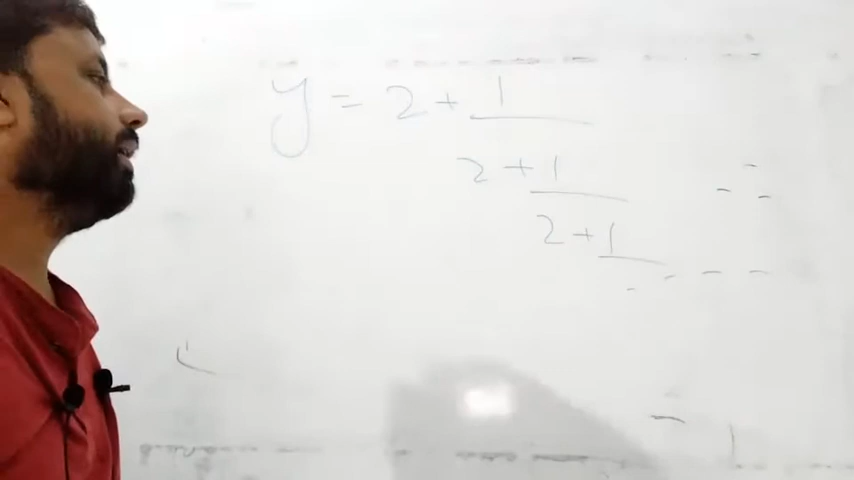 y = 2 + 1
2 + 1
2 + 1
- - - -